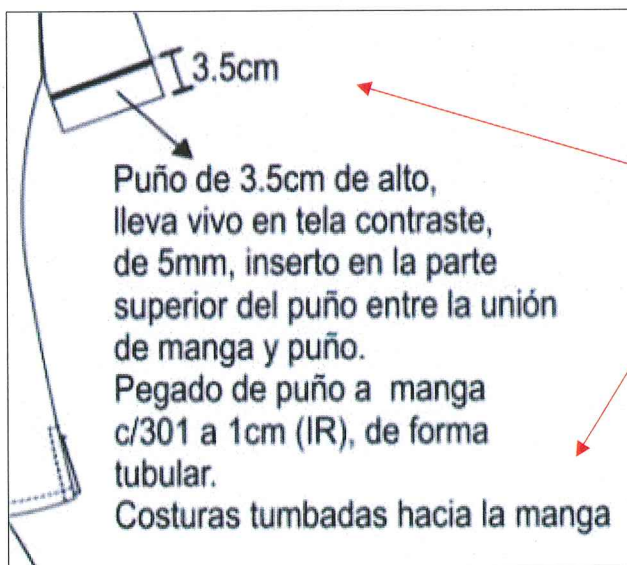 3.5cm
Puño de 3.5cm de alto,
lleva vivo en tela contraste,
de 5mm, inserto en la parte
superior del puño entre la unión
de manga y puño.
Pegado de puño a manga
c/301 a 1cm (IR), de forma
tubular.
Costuras tumbadas hacia la manga